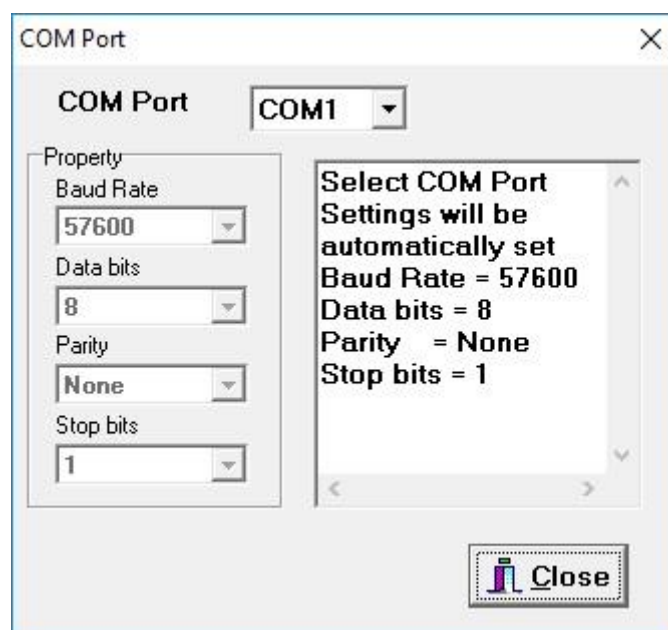 COM Port
COM Port
COM1
Property
Baud Rate
57600
Data bits
8
Parity
None
Stop bits
1
Select COM Port
Settings will be
automatically set
Baud Rate = 57600
Data bits = 8
Parity = None
Stop bits = 1
Close